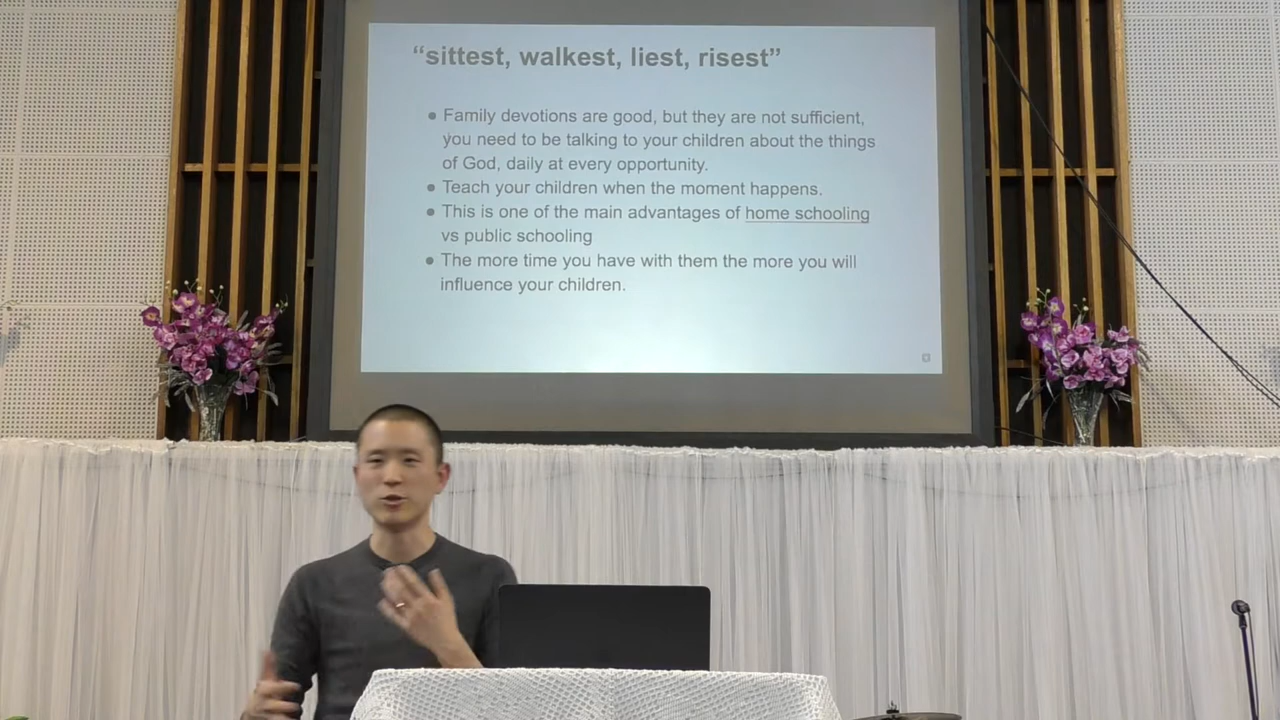 “sittest, walkest, liest, risest”
● Family devotions are good, but they are not sufficient,
you need to be talking to your children about the things
of God, daily at every opportunity.
● Teach your children when the moment happens.
● This is one of the main advantages of home schooling
vs public schooling
● The more time you have with them the more you will
influence your children.